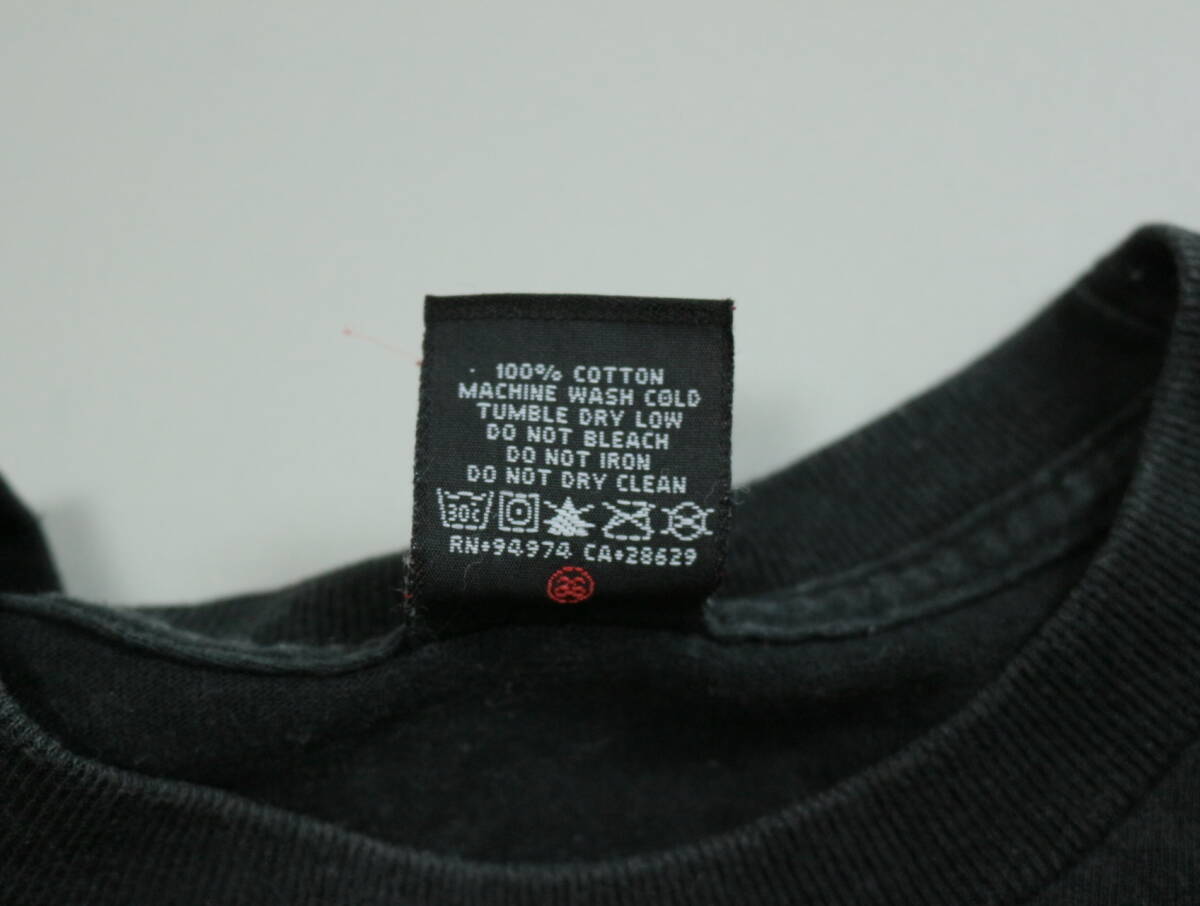 100% COTTON
MACHINE WASH COLD
TUMBLE DRY LOW
DO NOT BLEACH
DO NOT IRON
DO NOT DRY CLEAN
30C
RN+94974 CA+28629